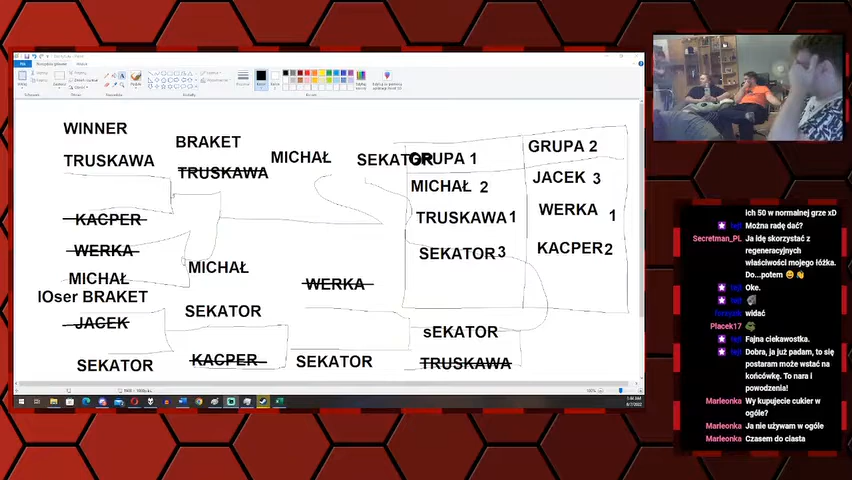 WINNER
BRAKET
TRUSKAWA
TRUSKAWA
MICHAŁ
SEKATOR
KACPER
WERKA
MICHAŁ
MICHAŁ
lOser BRAKET
WERKA
JACEK
SEKATOR
SEKATOR
KACPER
SEKATOR
sEKATOR
TRUSKAWA
GRUPA 1
GRUPA 2
MICHAŁ 2
JACEK 3
TRUSKAWA 1
WERKA 1
SEKATOR 3
KACPER 2
ich 50 w normalnej grze xD
Można radę dać?
Secretman_PL Ja idę skorzystać z
regeneracyjnych
właściwości mojego łóżka.
Do...potem
Oke.
widać
Placek17
Fajna ciekawostka.
Dobra, ja już padam, to się
postaram może wstać na
końcówkę. To nara i
powodzenia!
Marleonka Wy kupujecie cukier w
ogóle?
Marleonka Ja nie używam w ogóle
Marleonka Czasem do ciasta